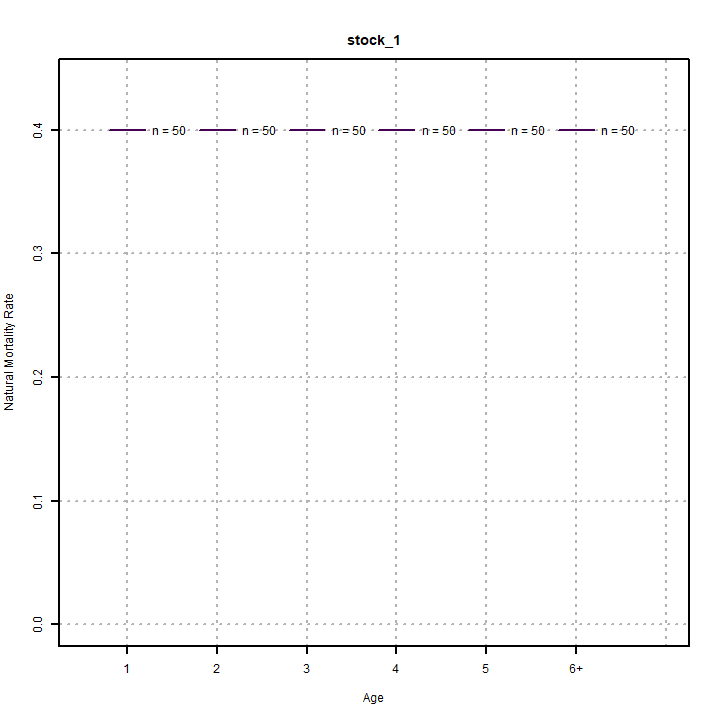 stock_1
Natural Mortality Rate
0.4
0.3
0.2
0.1
0.0
n = 50 n = 50 n = 50 n = 50 n = 50 n = 50
1 2 3 4 5 6+
Age